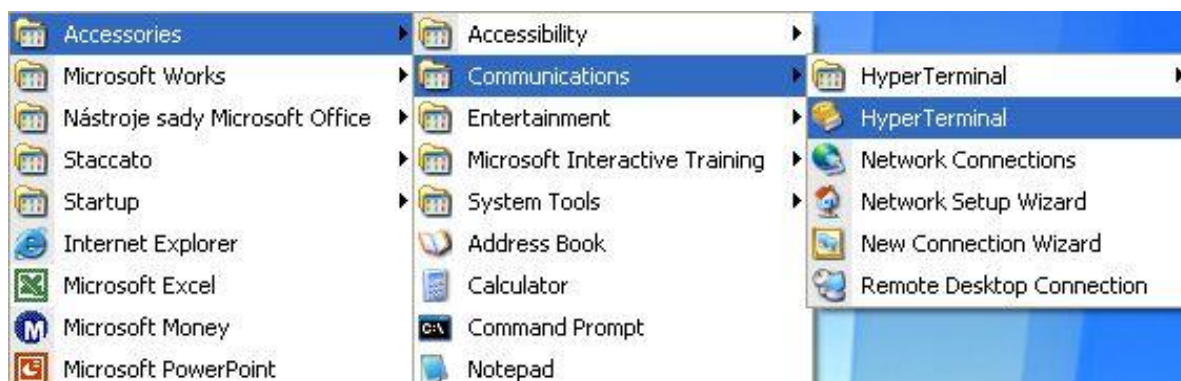 Accessories
Microsoft Works
Nástroje sady Microsoft Office
Staccato
Startup
Internet Explorer
Microsoft Excel
Microsoft Money
Microsoft PowerPoint
Accessibility
Communications
Entertainment
Microsoft Interactive Training
System Tools
Address Book
Calculator
Command Prompt
Notepad
HyperTerminal
HyperTerminal
Network Connections
Network Setup Wizard
New Connection Wizard
Remote Desktop Connection